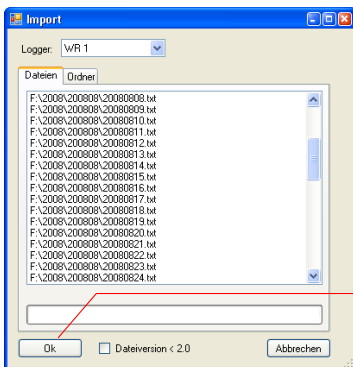 Import
Logger: WR 1
Dateien Ordner
F:\2008\200808\20080808.txt
F:\2008\200808\20080809.txt
F:\2008\200808\20080810.txt
F:\2008\200808\20080811.txt
F:\2008\200808\20080812.txt
F:\2008\200808\20080813.txt
F:\2008\200808\20080814.txt
F:\2008\200808\20080815.txt
F:\2008\200808\20080816.txt
F:\2008\200808\20080817.txt
F:\2008\200808\20080818.txt
F:\2008\200808\20080819.txt
F:\2008\200808\20080820.txt
F:\2008\200808\20080821.txt
F:\2008\200808\20080822.txt
F:\2008\200808\20080823.txt
F:\2008\200808\20080824.txt
Ok Dateiversion < 2.0 Abbrechen